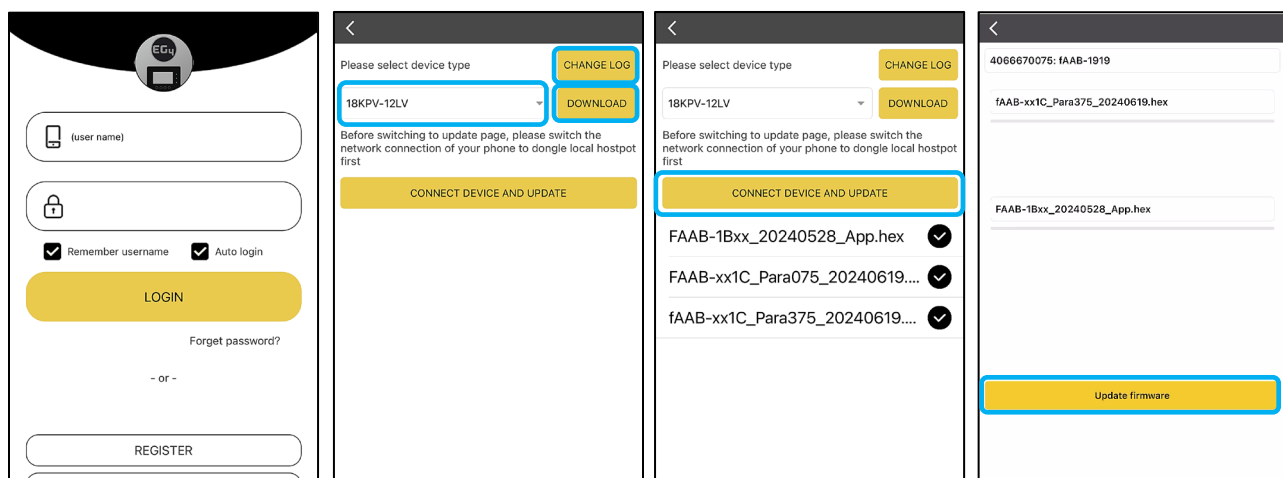 EG4
(user name)
Remember username
Auto login
LOGIN
Forget password?
- or -
REGISTER
Please select device type
CHANGE LOG
18KPV-12LV
DOWNLOAD
Before switching to update page, please switch the
network connection of your phone to dongle local hostpot
first
CONNECT DEVICE AND UPDATE
Please select device type
CHANGE LOG
18KPV-12LV
DOWNLOAD
Before switching to update page, please switch the
network connection of your phone to dongle local hostpot
first
CONNECT DEVICE AND UPDATE
FAAB-1Bxx_20240528_App.hex
FAAB-xx1C_Para075_20240619....
fAAB-xx1C_Para375_20240619....
4066670075: fAAB-1919
fAAB-xx1C_Para375_20240619.hex
FAAB-1Bxx_20240528_App.hex
Update firmware